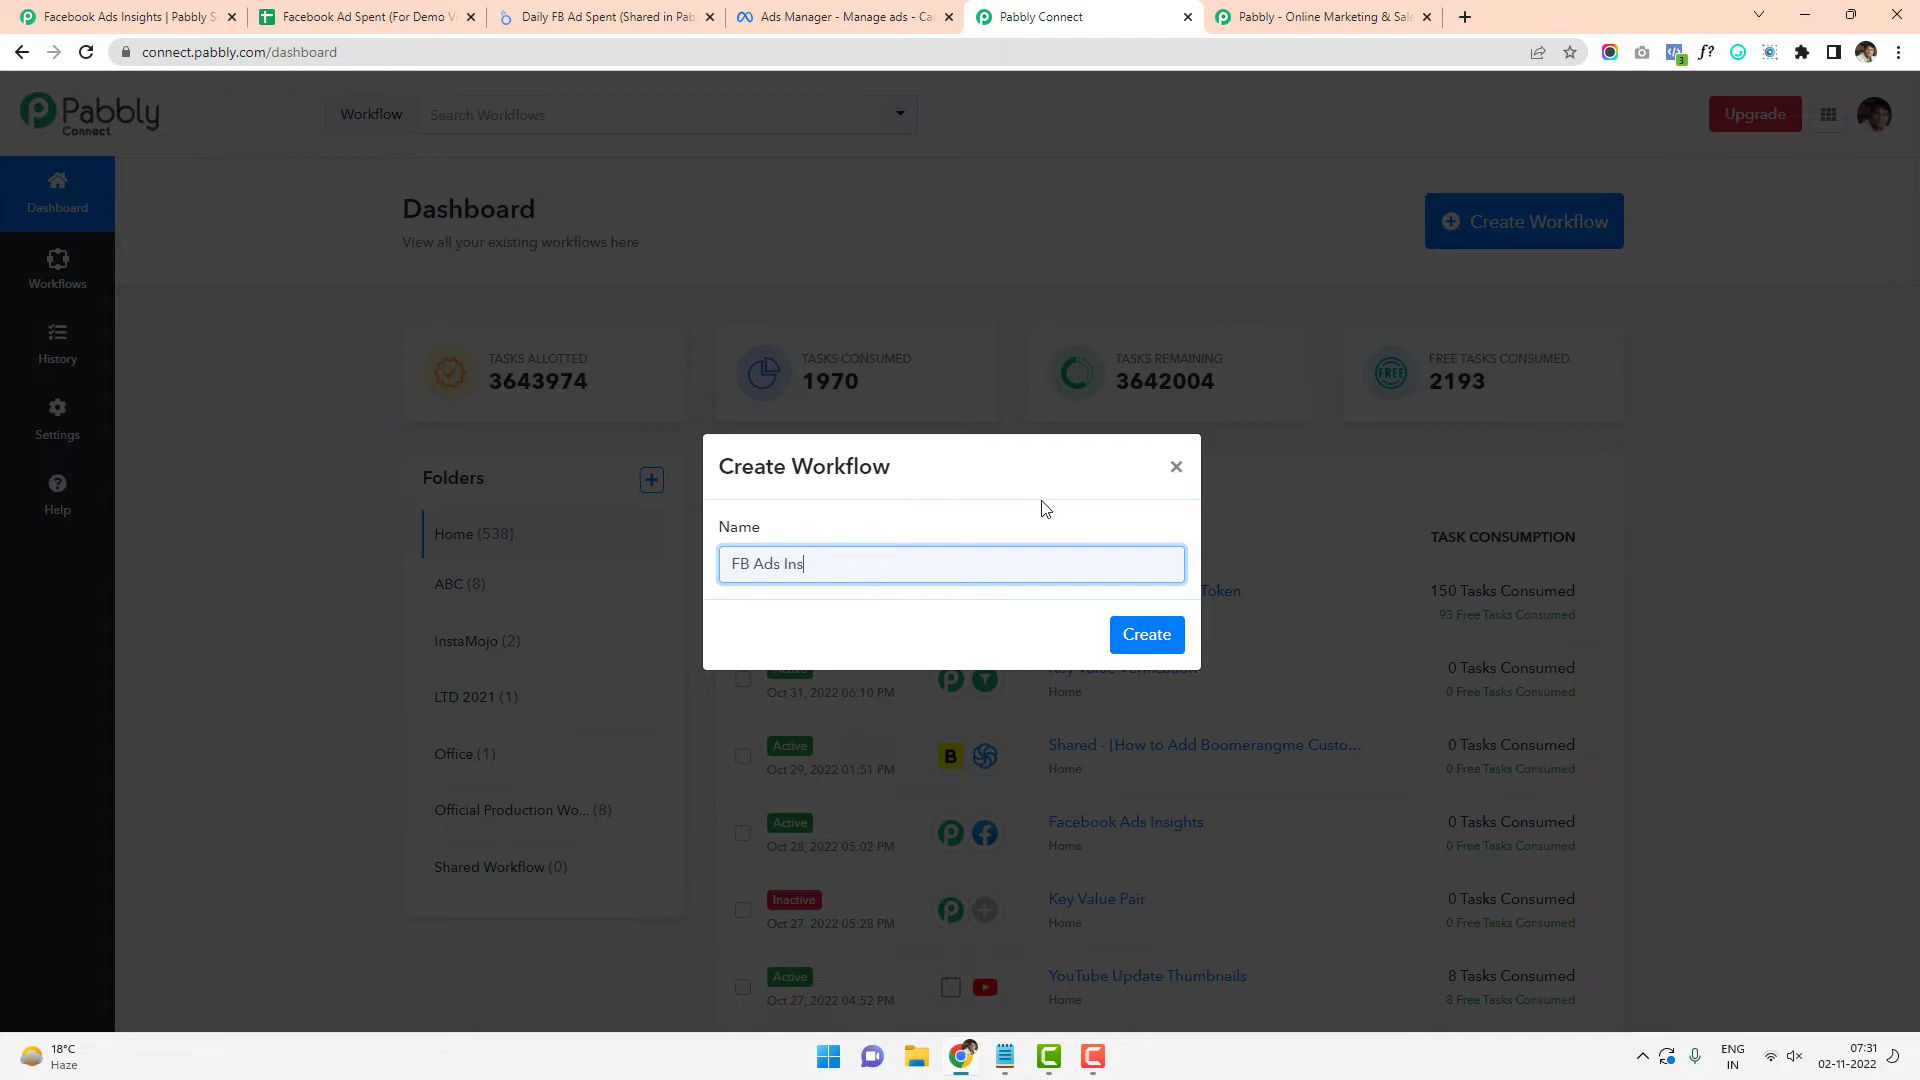 Facebook Ads Insights | Pabbly S
Facebook Ad Spent (For Demo V
Daily FB Ad Spent (Shared in Pab
Ads Manager - Manage ads - Ca
Pabbly Connect
Pabbly - Online Marketing & Sale
connect.pabbly.com/dashboard
3
f?
Pabbly
Connect
Workflow
Search Workflows
Upgrade
Dashboard
Workflows
History
Settings
Help
Dashboard
View all your existing workflows here
Create Workflow
TASKS ALLOTTED
3643974
TASKS CONSUMED
1970
TASKS REMAINING
3642004
FREE
FREE TASKS CONSUMED
2193
Folders
Home (538)
ABC (8)
InstaMojo (2)
LTD 2021 (1)
Office (1)
Official Production Wo... (8)
Shared Workflow (0)
Create Workflow
Name
FB Ads Ins
Create
TASK CONSUMPTION
Token
150 Tasks Consumed
93 Free Tasks Consumed
Active
Oct 31, 2022 06:10 PM
Key Value Verification
Home
0 Tasks Consumed
0 Free Tasks Consumed
Active
Oct 29, 2022 01:51 PM
B
Shared - [How to Add Boomerangme Custo...
Home
0 Tasks Consumed
0 Free Tasks Consumed
Active
Oct 28, 2022 05:02 PM
Facebook Ads Insights
Home
0 Tasks Consumed
0 Free Tasks Consumed
Inactive
Oct 27, 2022 05:28 PM
Key Value Pair
Home
0 Tasks Consumed
0 Free Tasks Consumed
Active
Oct 27, 2022 04:52 PM
YouTube Update Thumbnails
Home
8 Tasks Consumed
8 Free Tasks Consumed
18°C
Haze
ENG
IN
07:31
02-11-2022